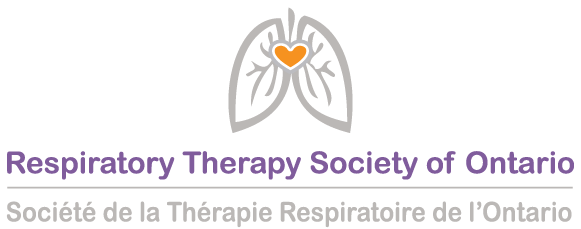 Respiratory Therapy Society of Ontario
Société de la Thérapie Respiratoire de l’Ontario